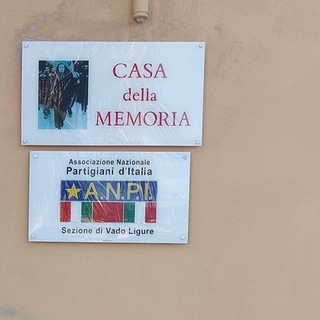 CASA
della
MEMORIA
Associazione Nazionale
Partigiani d'Italia
A.N.P.I.
Sezione di Vado Ligure